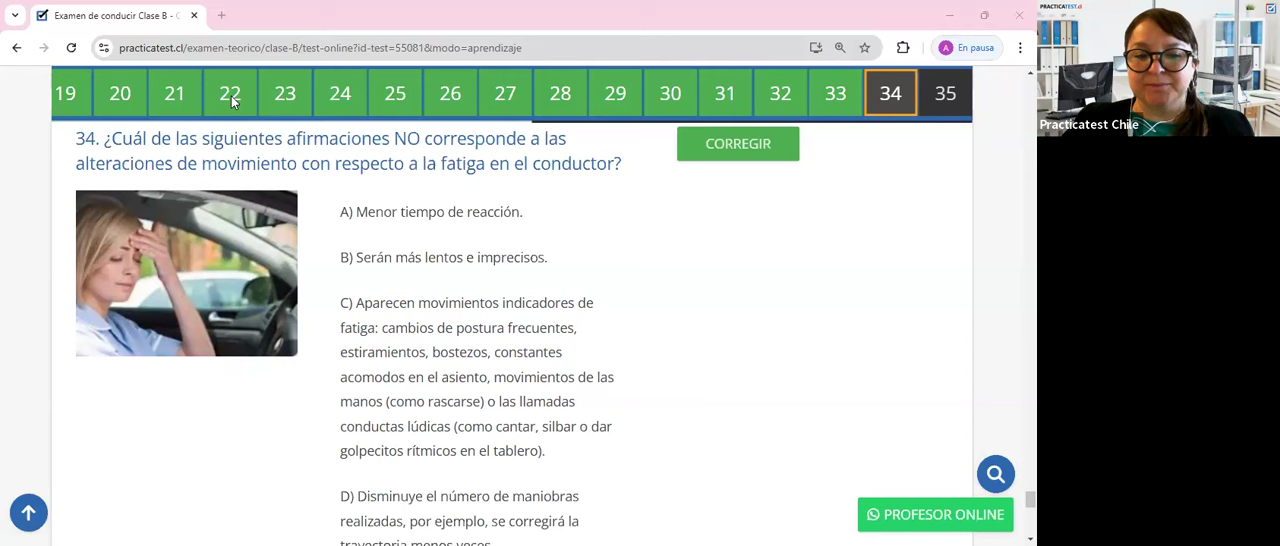 Examen de conducir Clase B - C
practicatest.cl/examen-teorico/clase-B/test-online?id-test=55081&modo=aprendizaje
A En pausa
19 20 21 22 23 24 25 26 27 28 29 30 31 32 33 34 35
34. ¿Cuál de las siguientes afirmaciones NO corresponde a las
alteraciones de movimiento con respecto a la fatiga en el conductor?
CORREGIR
A) Menor tiempo de reacción.
B) Serán más lentos e imprecisos.
C) Aparecen movimientos indicadores de
fatiga: cambios de postura frecuentes,
estiramientos, bostezos, constantes
acomodos en el asiento, movimientos de las
manos (como rascarse) o las llamadas
conductas lúdicas (como cantar, silbar o dar
golpecitos rítmicos en el tablero).
D) Disminuye el número de maniobras
realizadas, por ejemplo, se corregirá la
trayectoria menos veces.
PROFESOR ONLINE
PRACTICATEST.cl
Practicatest Chile